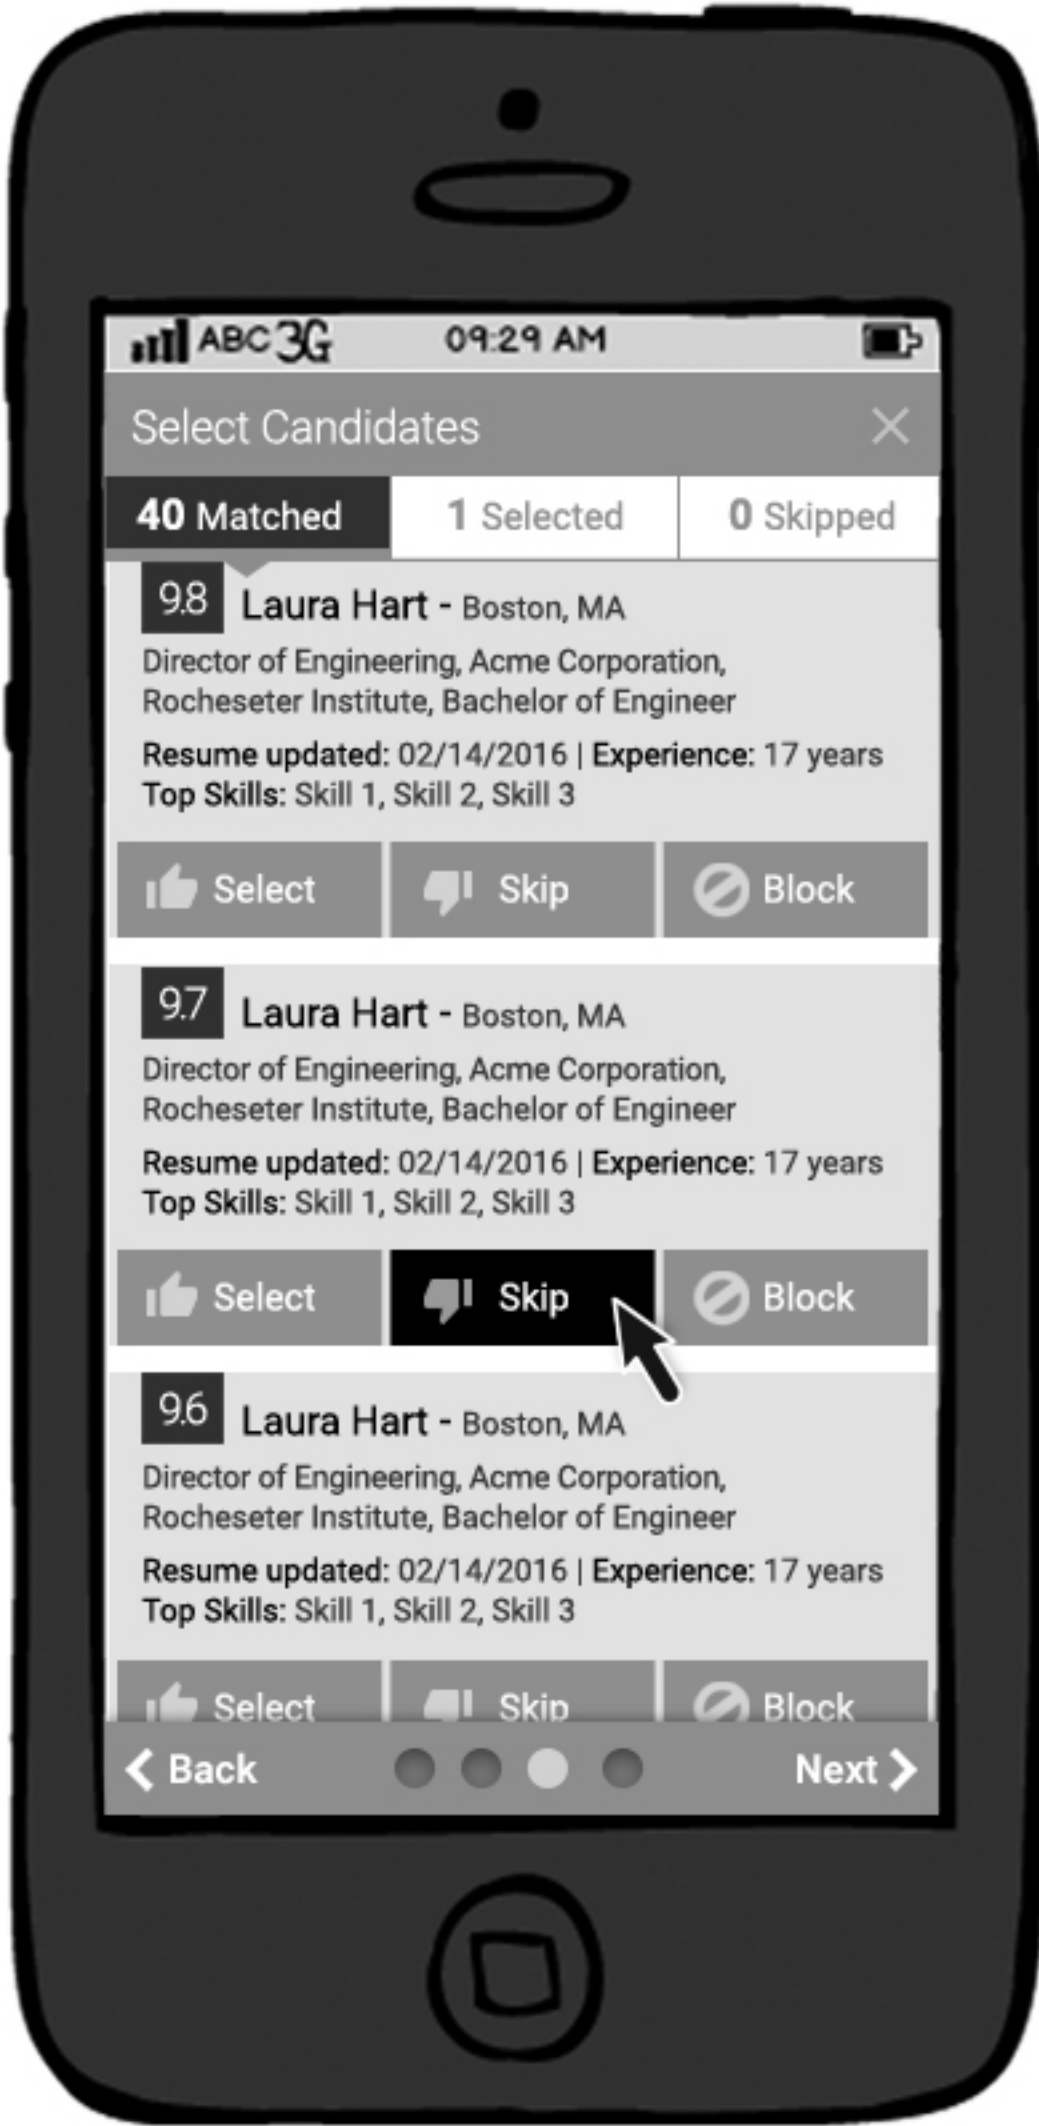 ABC 3G 09:29 AM
Select Candidates
40 Matched 1 Selected 0 Skipped
9.8 Laura Hart - Boston, MA
Director of Engineering, Acme Corporation,
Rocheseter Institute, Bachelor of Engineer
Resume updated: 02/14/2016 | Experience: 17 years
Top Skills: Skill 1, Skill 2, Skill 3
Select Skip Block
9.7 Laura Hart - Boston, MA
Director of Engineering, Acme Corporation,
Rocheseter Institute, Bachelor of Engineer
Resume updated: 02/14/2016 | Experience: 17 years
Top Skills: Skill 1, Skill 2, Skill 3
Select Skip Block
9.6 Laura Hart - Boston, MA
Director of Engineering, Acme Corporation,
Rocheseter Institute, Bachelor of Engineer
Resume updated: 02/14/2016 | Experience: 17 years
Top Skills: Skill 1, Skill 2, Skill 3
Select Skip Block
Back Next